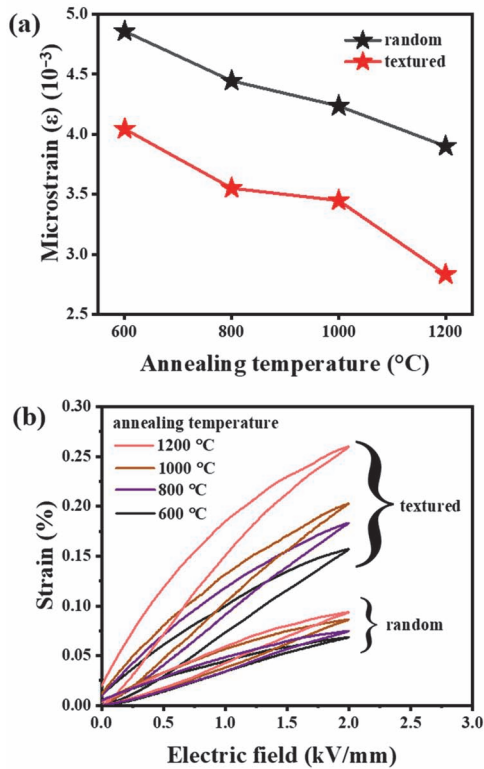 (a)
5.0
4.5
4.0
3.5
3.0
2.5
Microstrain (ε) (10⁻³)
random
textured
600 800 1000 1200
Annealing temperature (°C)
(b)
0.30
0.25
0.20
0.15
0.10
0.05
0.00
Strain (%)
annealing temperature
1200 °C
1000 °C
800 °C
600 °C
textured
random
0.0 0.5 1.0 1.5 2.0 2.5 3.0
Electric field (kV/mm)